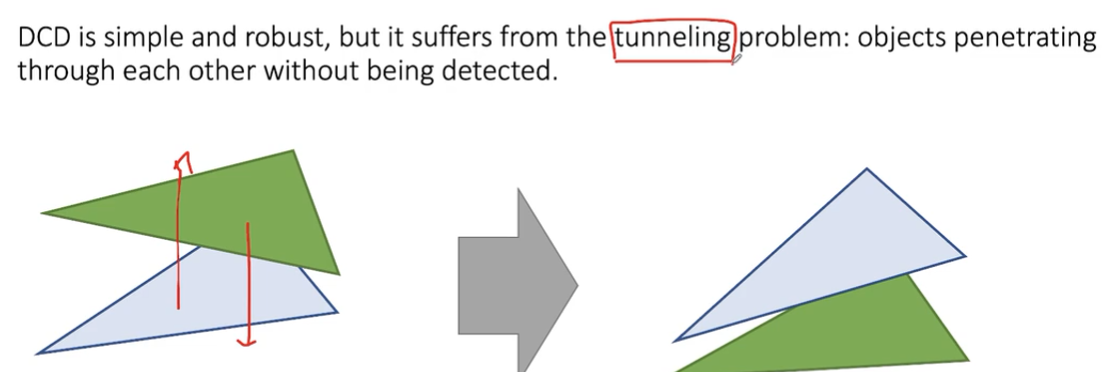 DCD is simple and robust, but it suffers from the tunneling problem: objects penetrating
through each other without being detected.